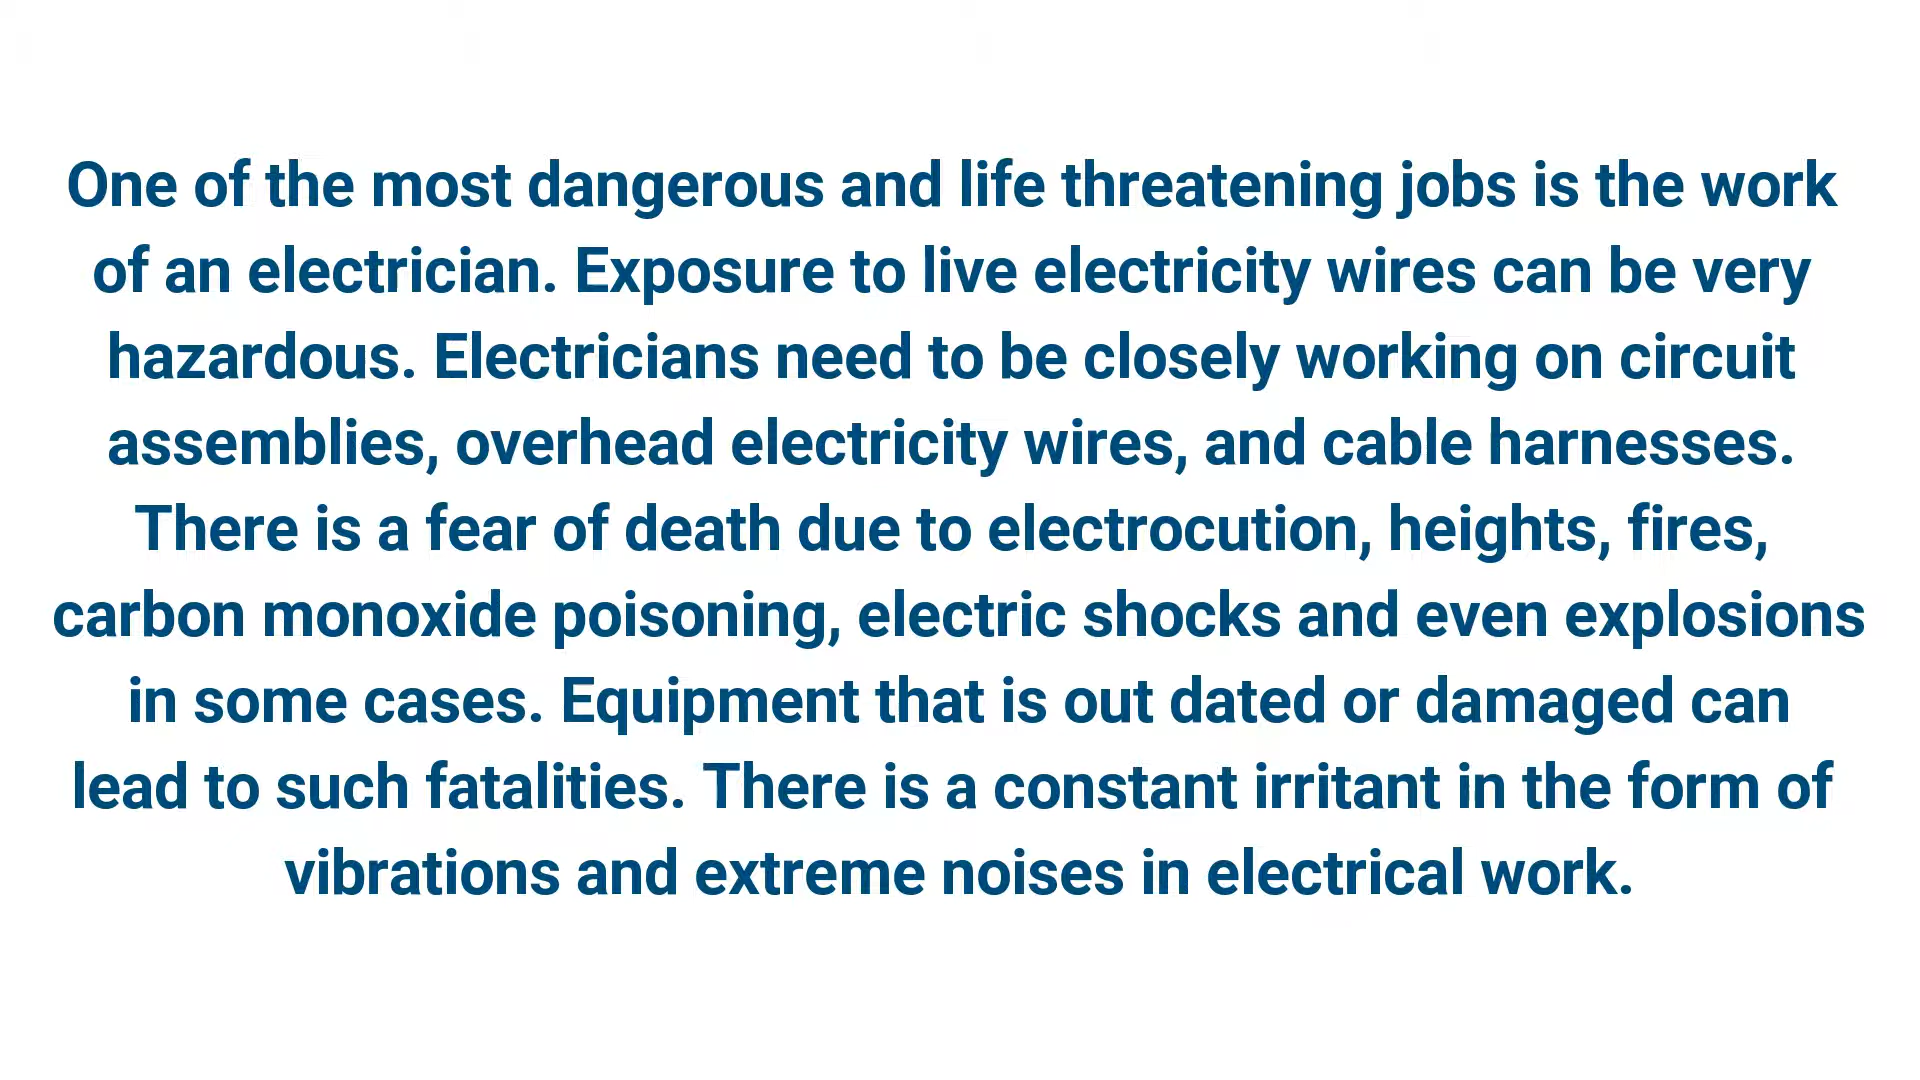 One of the most dangerous and life threatening jobs is the work
of an electrician. Exposure to live electricity wires can be very
hazardous. Electricians need to be closely working on circuit
assemblies, overhead electricity wires, and cable harnesses.
There is a fear of death due to electrocution, heights, fires,
carbon monoxide poisoning, electric shocks and even explosions
in some cases. Equipment that is out dated or damaged can
lead to such fatalities. There is a constant irritant in the form of
vibrations and extreme noises in electrical work.